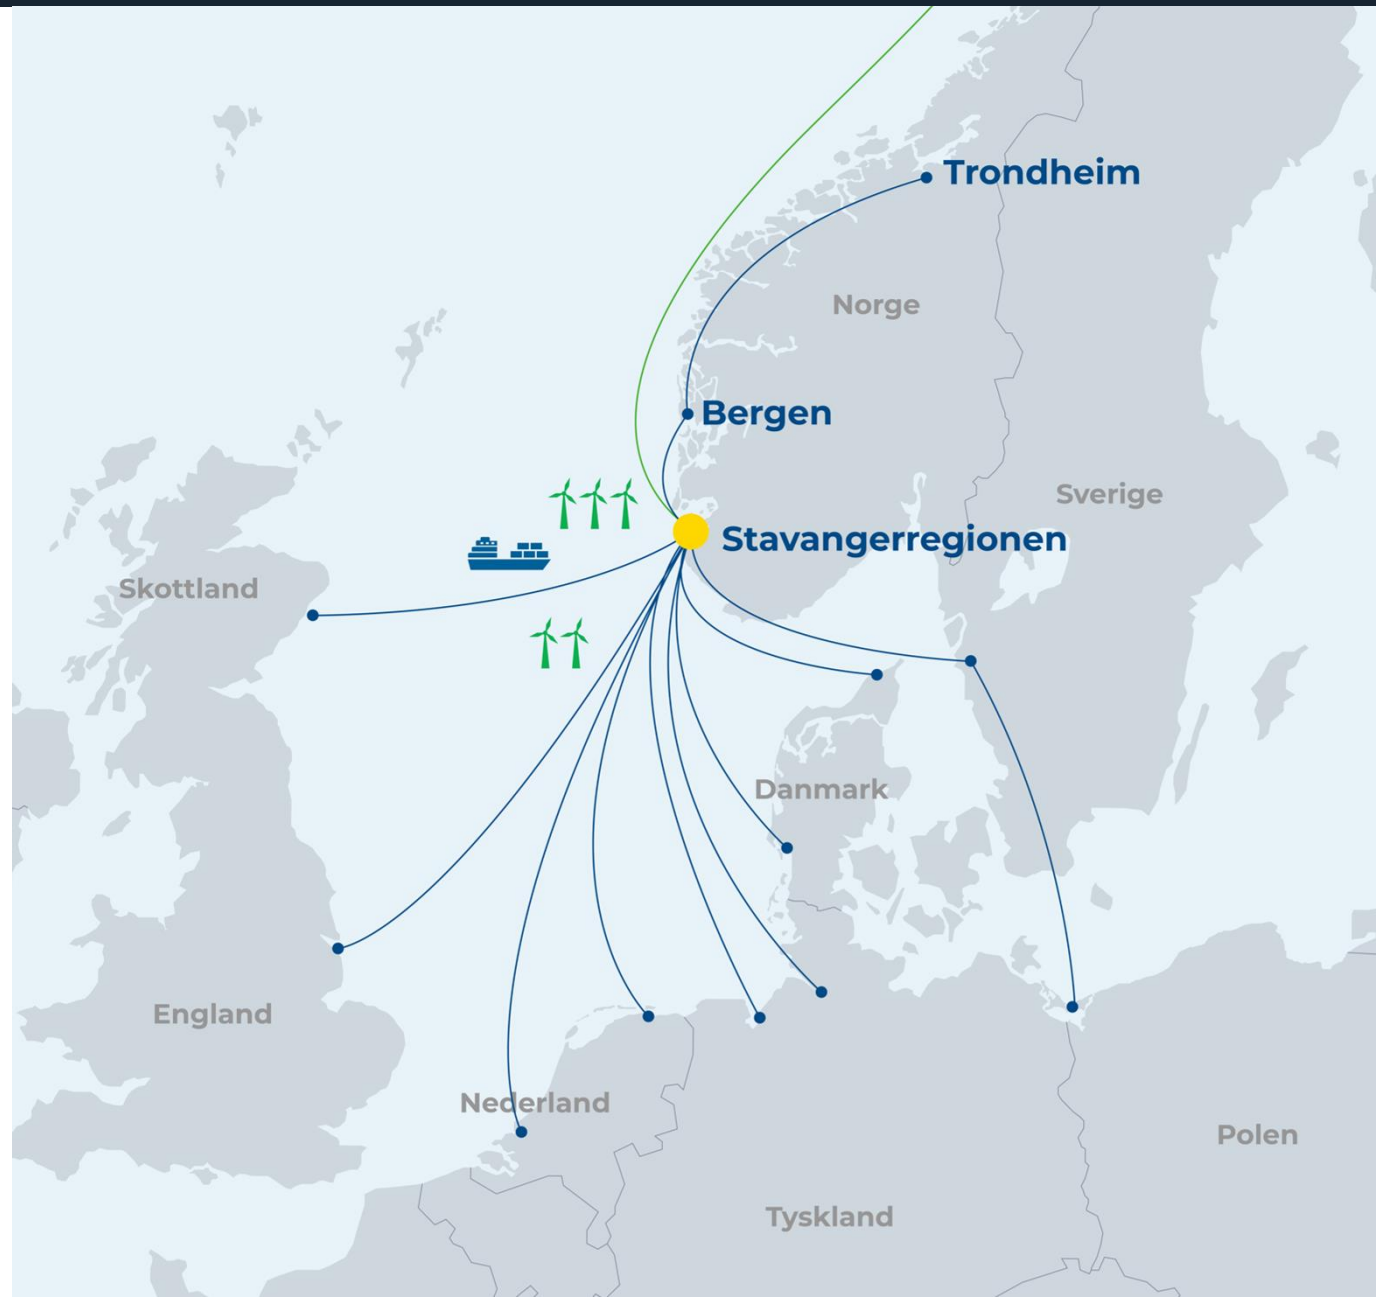 Trondheim
Norge
Bergen
Sverige
Stavangerregionen
Skottland
Danmark
England
Nederland
Polen
Tyskland